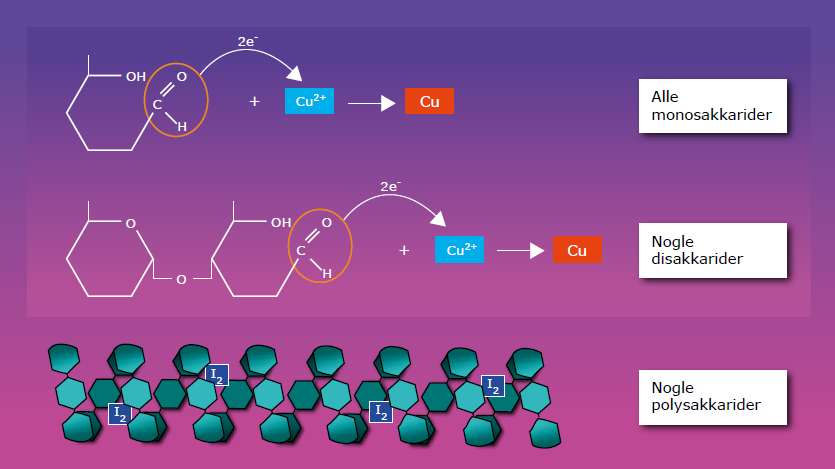 2e⁻
OH O
C
H
+ Cu²⁺ Cu
Alle
monosakkarider
2e⁻
O OH O
C
H
O
+ Cu²⁺ Cu
Nogle
disakkarider
I₂
I₂
I₂
I₂
Nogle
polysakkarider